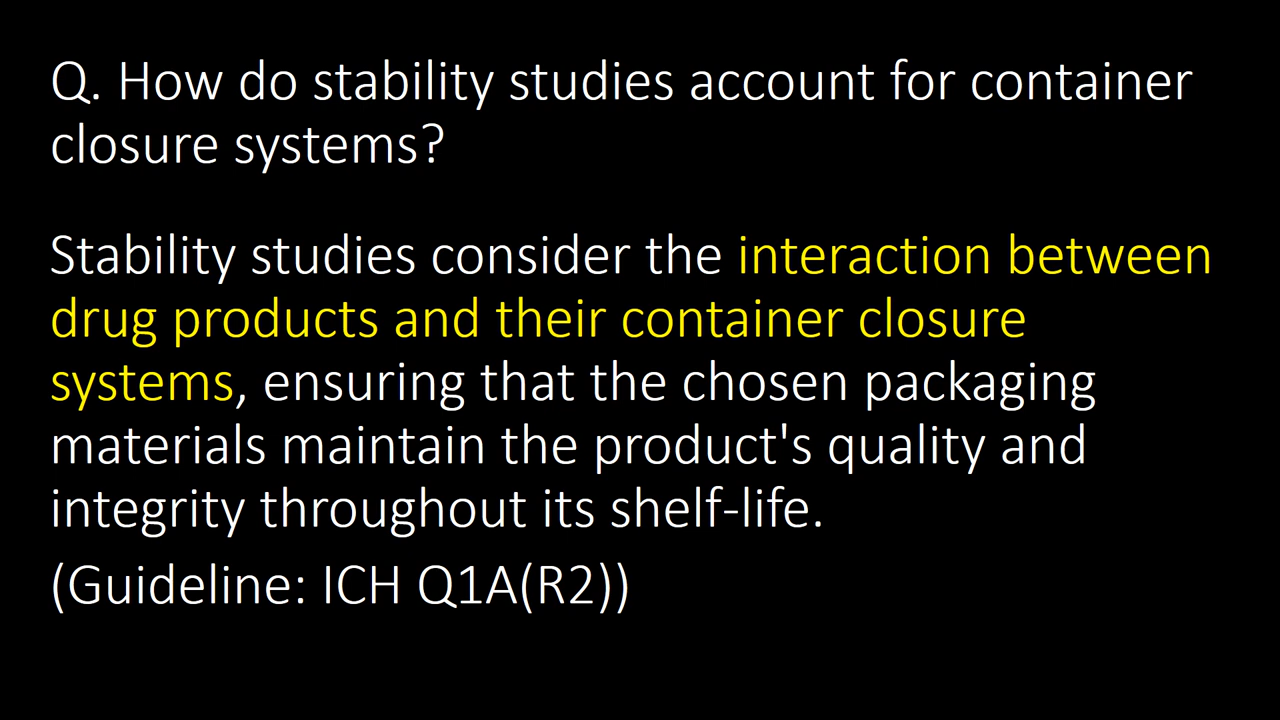 Q. How do stability studies account for container
closure systems?
Stability studies consider the interaction between
drug products and their container closure
systems, ensuring that the chosen packaging
materials maintain the product's quality and
integrity throughout its shelf-life.
(Guideline: ICH Q1A(R2))